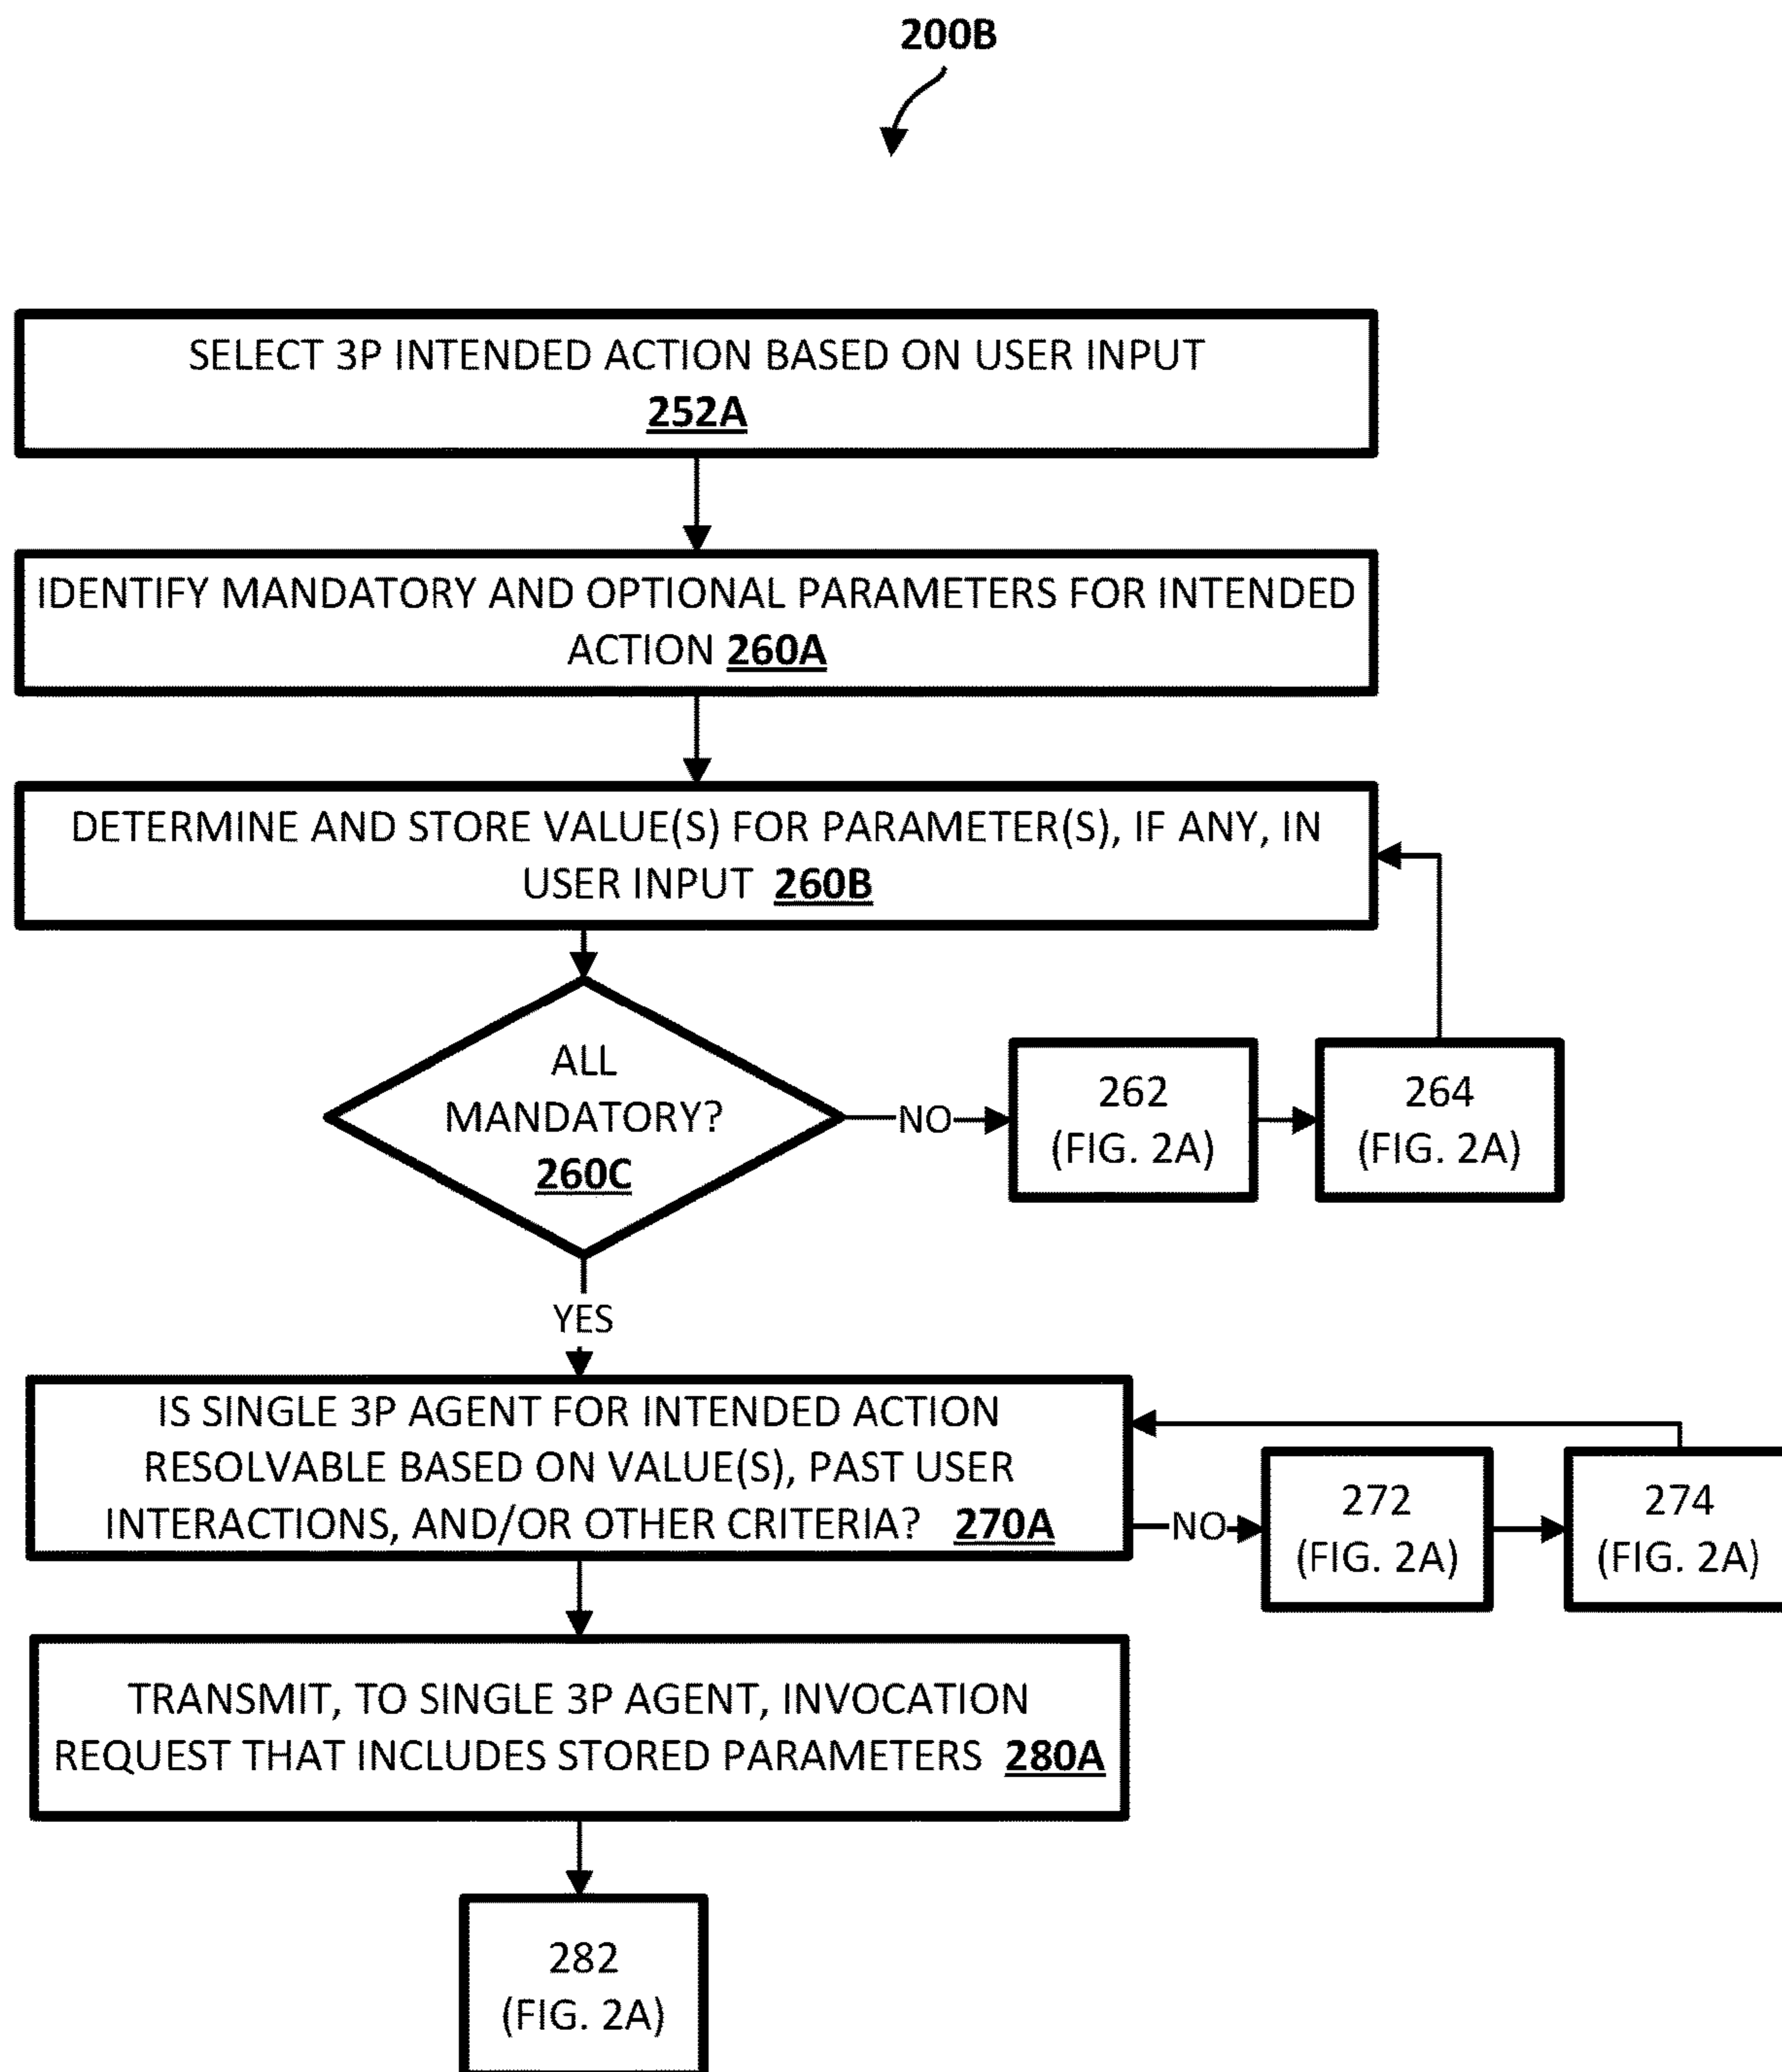 200B
SELECT 3P INTENDED ACTION BASED ON USER INPUT
252A
IDENTIFY MANDATORY AND OPTIONAL PARAMETERS FOR INTENDED
ACTION 260A
DETERMINE AND STORE VALUE(S) FOR PARAMETER(S), IF ANY, IN
USER INPUT 260B
ALL
MANDATORY?
260C
NO
262
(FIG. 2A)
264
(FIG. 2A)
YES
IS SINGLE 3P AGENT FOR INTENDED ACTION
RESOLVABLE BASED ON VALUE(S), PAST USER
INTERACTIONS, AND/OR OTHER CRITERIA? 270A
NO
272
(FIG. 2A)
274
(FIG. 2A)
TRANSMIT, TO SINGLE 3P AGENT, INVOCATION
REQUEST THAT INCLUDES STORED PARAMETERS 280A
282
(FIG. 2A)